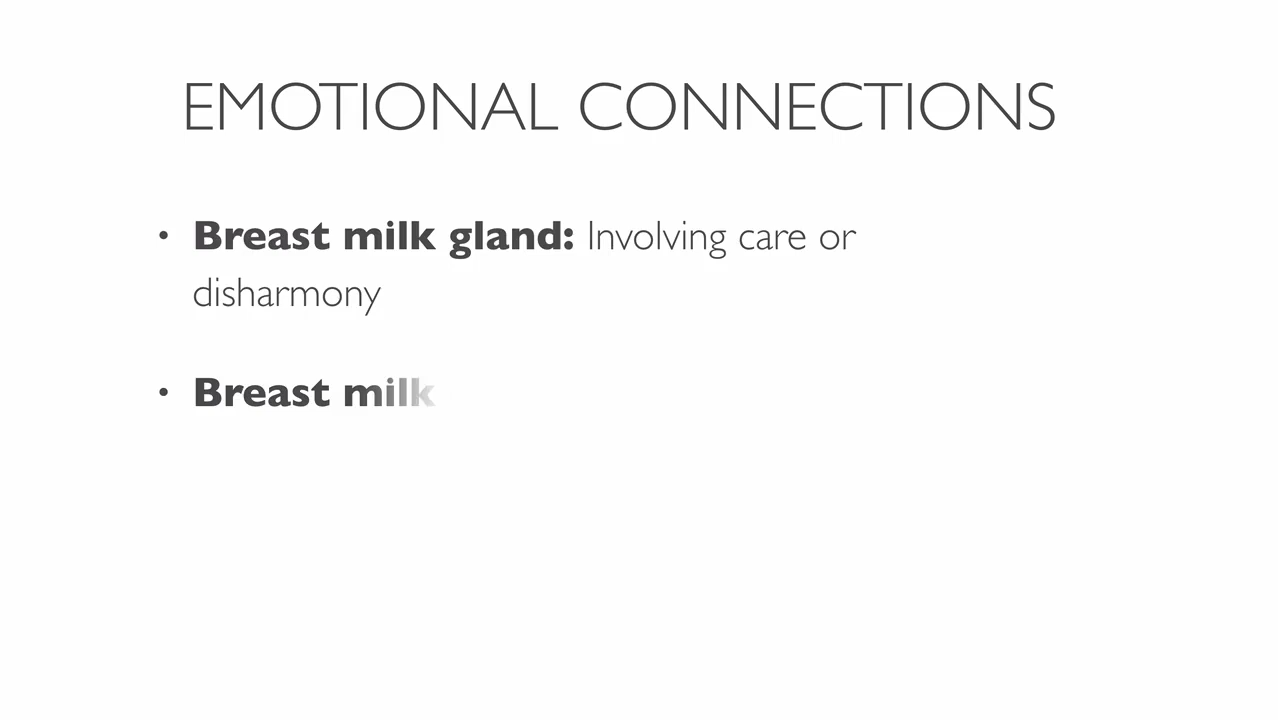 EMOTIONAL CONNECTIONS
• Breast milk gland: Involving care or
disharmony
• Breast milk